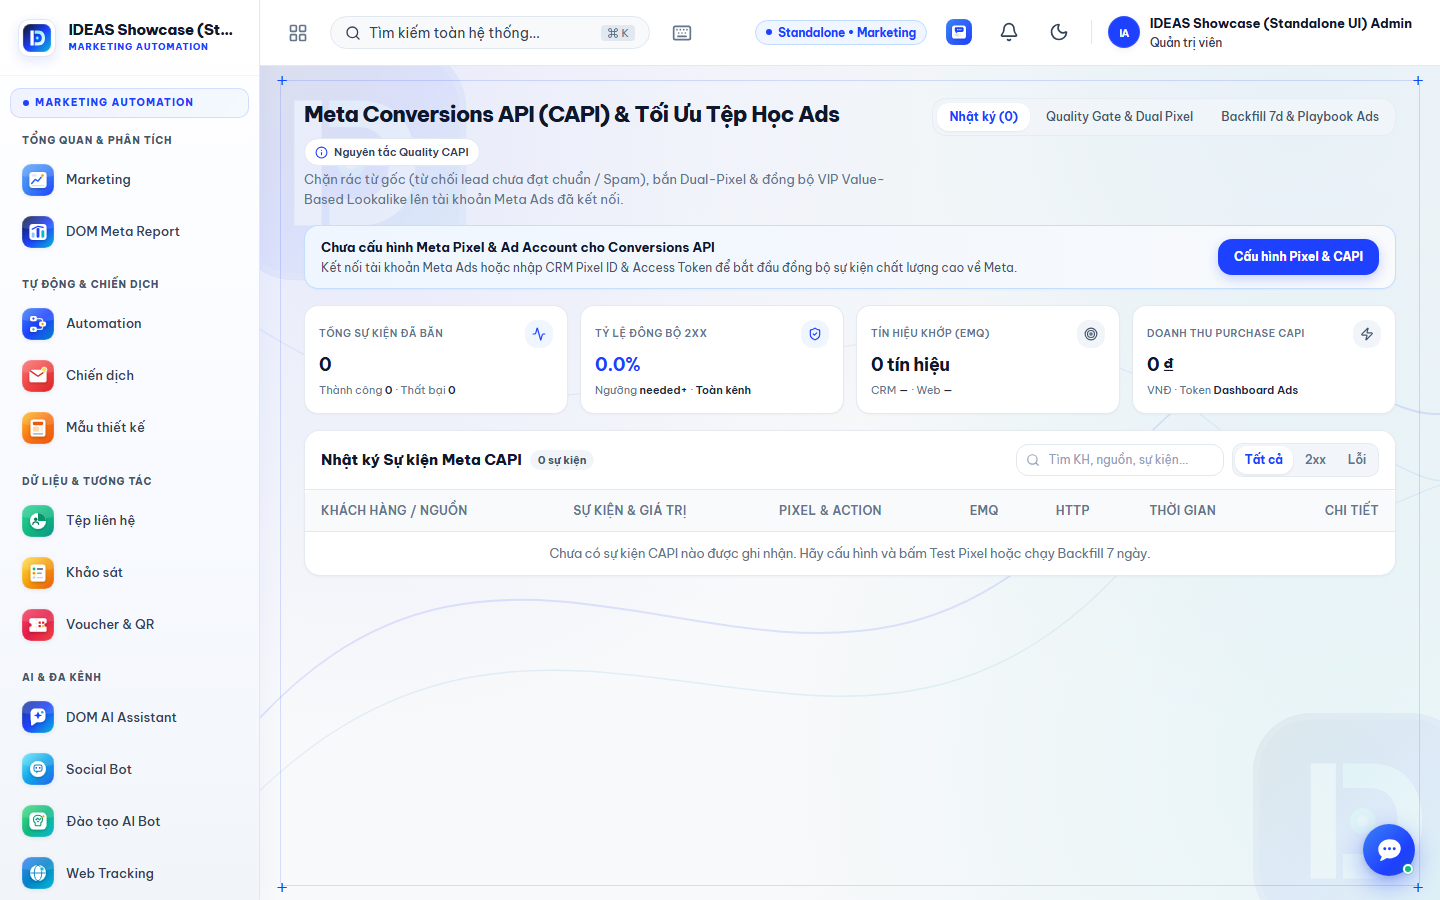 IDEAS Showcase (St...
MARKETING AUTOMATION
MARKETING AUTOMATION
TỔNG QUAN & PHÂN TÍCH
Marketing
DOM Meta Report
TỰ ĐỘNG & CHIẾN DỊCH
Automation
Chiến dịch
Mẫu thiết kế
DỮ LIỆU & TƯƠNG TÁC
Tệp liên hệ
Khảo sát
Voucher & QR
AI & ĐA KÊNH
DOM AI Assistant
Social Bot
Đào tạo AI Bot
Web Tracking
Tìm kiếm toàn hệ thống...
⌘ K
Standalone • Marketing
IA
IDEAS Showcase (Standalone UI) Admin
Quản trị viên
Meta Conversions API (CAPI) & Tối Ưu Tệp Học Ads
Nguyên tắc Quality CAPI
Chặn rác từ gốc (từ chối lead chưa đạt chuẩn / Spam), bắn Dual-Pixel & đồng bộ VIP Value-
Based Lookalike lên tài khoản Meta Ads đã kết nối.
Nhật ký (0)
Quality Gate & Dual Pixel
Backfill 7d & Playbook Ads
Chưa cấu hình Meta Pixel & Ad Account cho Conversions API
Kết nối tài khoản Meta Ads hoặc nhập CRM Pixel ID & Access Token để bắt đầu đồng bộ sự kiện chất lượng cao về Meta.
Cấu hình Pixel & CAPI
TỔNG SỰ KIỆN ĐÃ BẮN
0
Thành công 0 · Thất bại 0
TỶ LỆ ĐỒNG BỘ 2XX
0.0%
Ngưỡng needed+ · Toàn kênh
TÍN HIỆU KHỚP (EMQ)
0 tín hiệu
CRM — · Web —
DOANH THU PURCHASE CAPI
0 ₫
VNĐ · Token Dashboard Ads
Nhật ký Sự kiện Meta CAPI
0 sự kiện
Tìm KH, nguồn, sự kiện...
Tất cả
2xx
Lỗi
KHÁCH HÀNG / NGUỒN
SỰ KIỆN & GIÁ TRỊ
PIXEL & ACTION
EMQ
HTTP
THỜI GIAN
CHI TIẾT
Chưa có sự kiện CAPI nào được ghi nhận. Hãy cấu hình và bấm Test Pixel hoặc chạy Backfill 7 ngày.